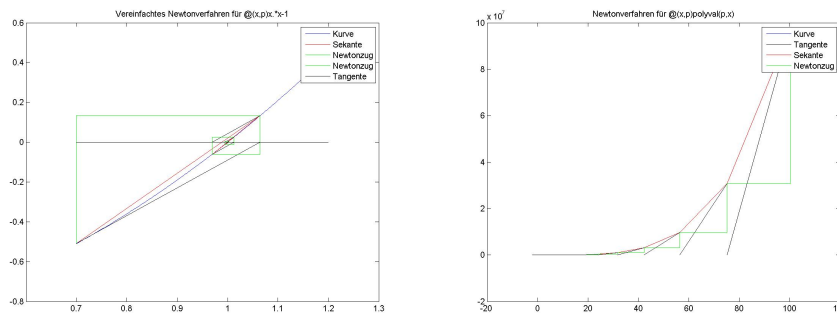 Vereinfachtes Newtonverfahren für @(x,p)x.*x-1
0.6
0.4
0.2
0
-0.2
-0.4
-0.6
-0.8
0.7
0.8
0.9
1
1.1
1.2
1.3
Kurve
Sekante
Newtonzug
Newtonzug
Tangente
Newtonverfahren für @(x,p)polyval(p,x)
x 10^7
10
8
6
4
2
0
-2
-20
0
20
40
60
80
100
Kurve
Tangente
Sekante
Newtonzug